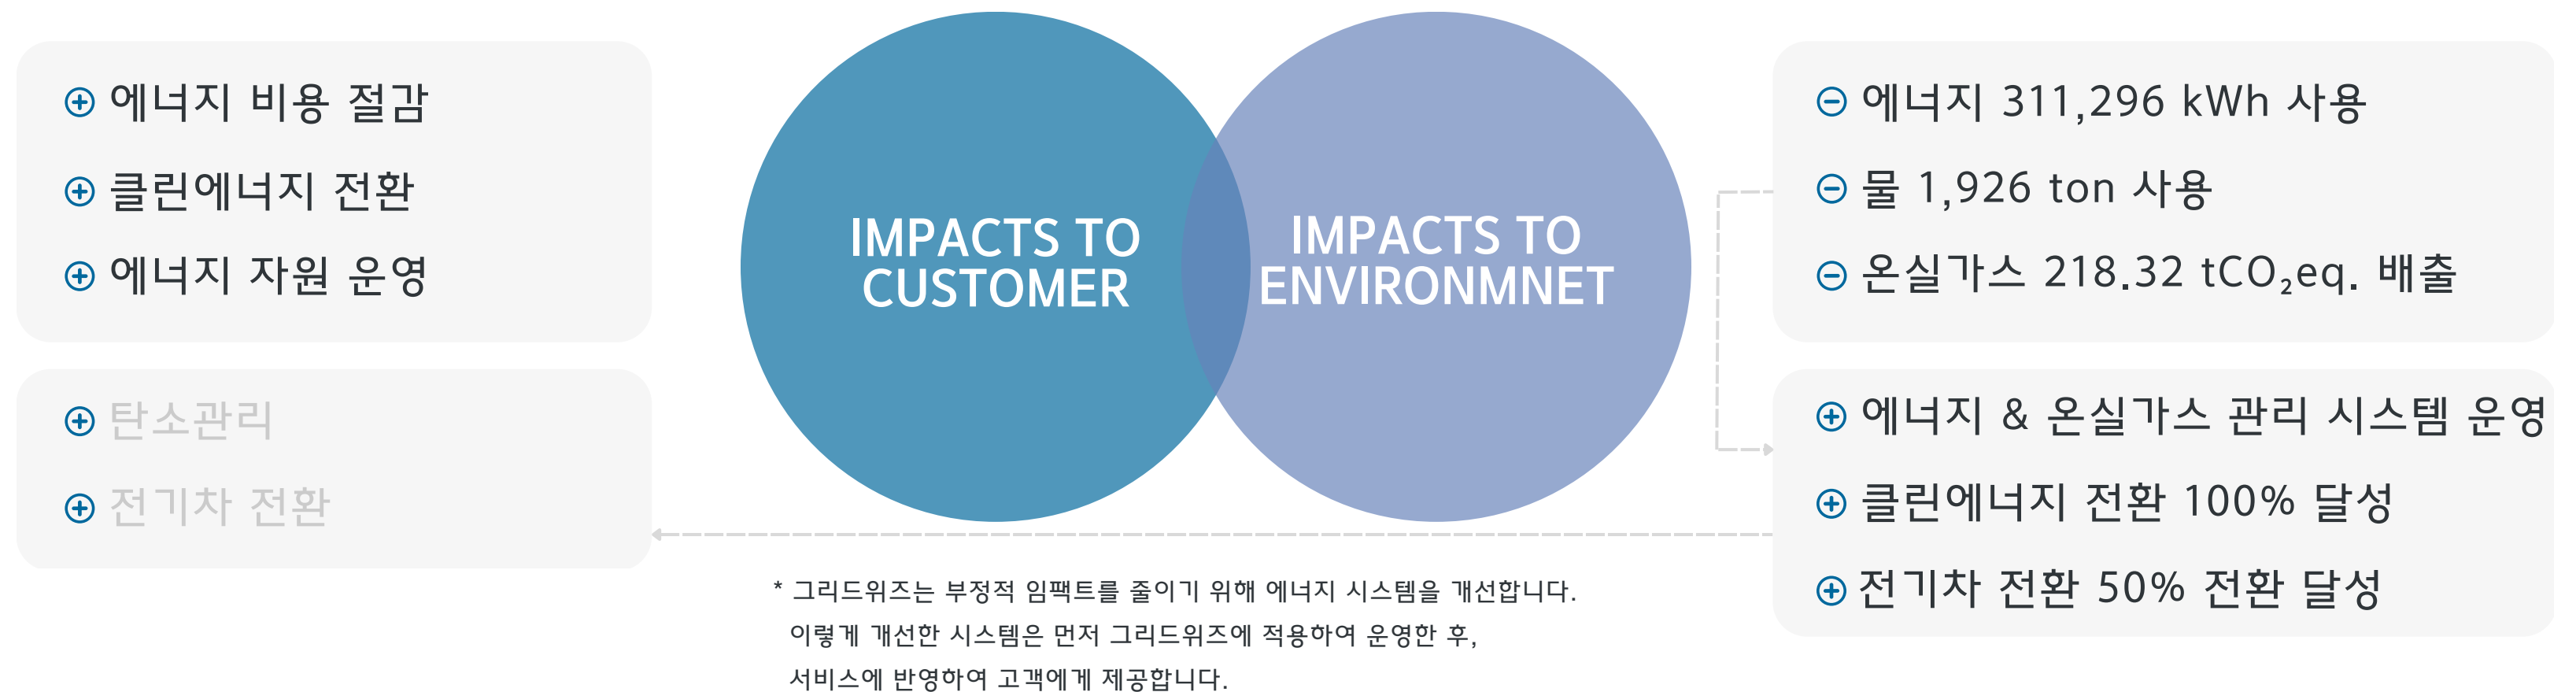 에너지 비용 절감
클린에너지 전환
에너지 자원 운영
탄소관리
전기차 전환
IMPACTS TO
CUSTOMER
IMPACTS TO
ENVIRONMNET
에너지 311,296 kWh 사용
물 1,926 ton 사용
온실가스 218.32 tCO₂eq. 배출
에너지 & 온실가스 관리 시스템 운영
클린에너지 전환 100% 달성
전기차 전환 50% 전환 달성
* 그리드위즈는 부정적 임팩트를 줄이기 위해 에너지 시스템을 개선합니다.
이렇게 개선한 시스템은 먼저 그리드위즈에 적용하여 운영한 후,
서비스에 반영하여 고객에게 제공합니다.